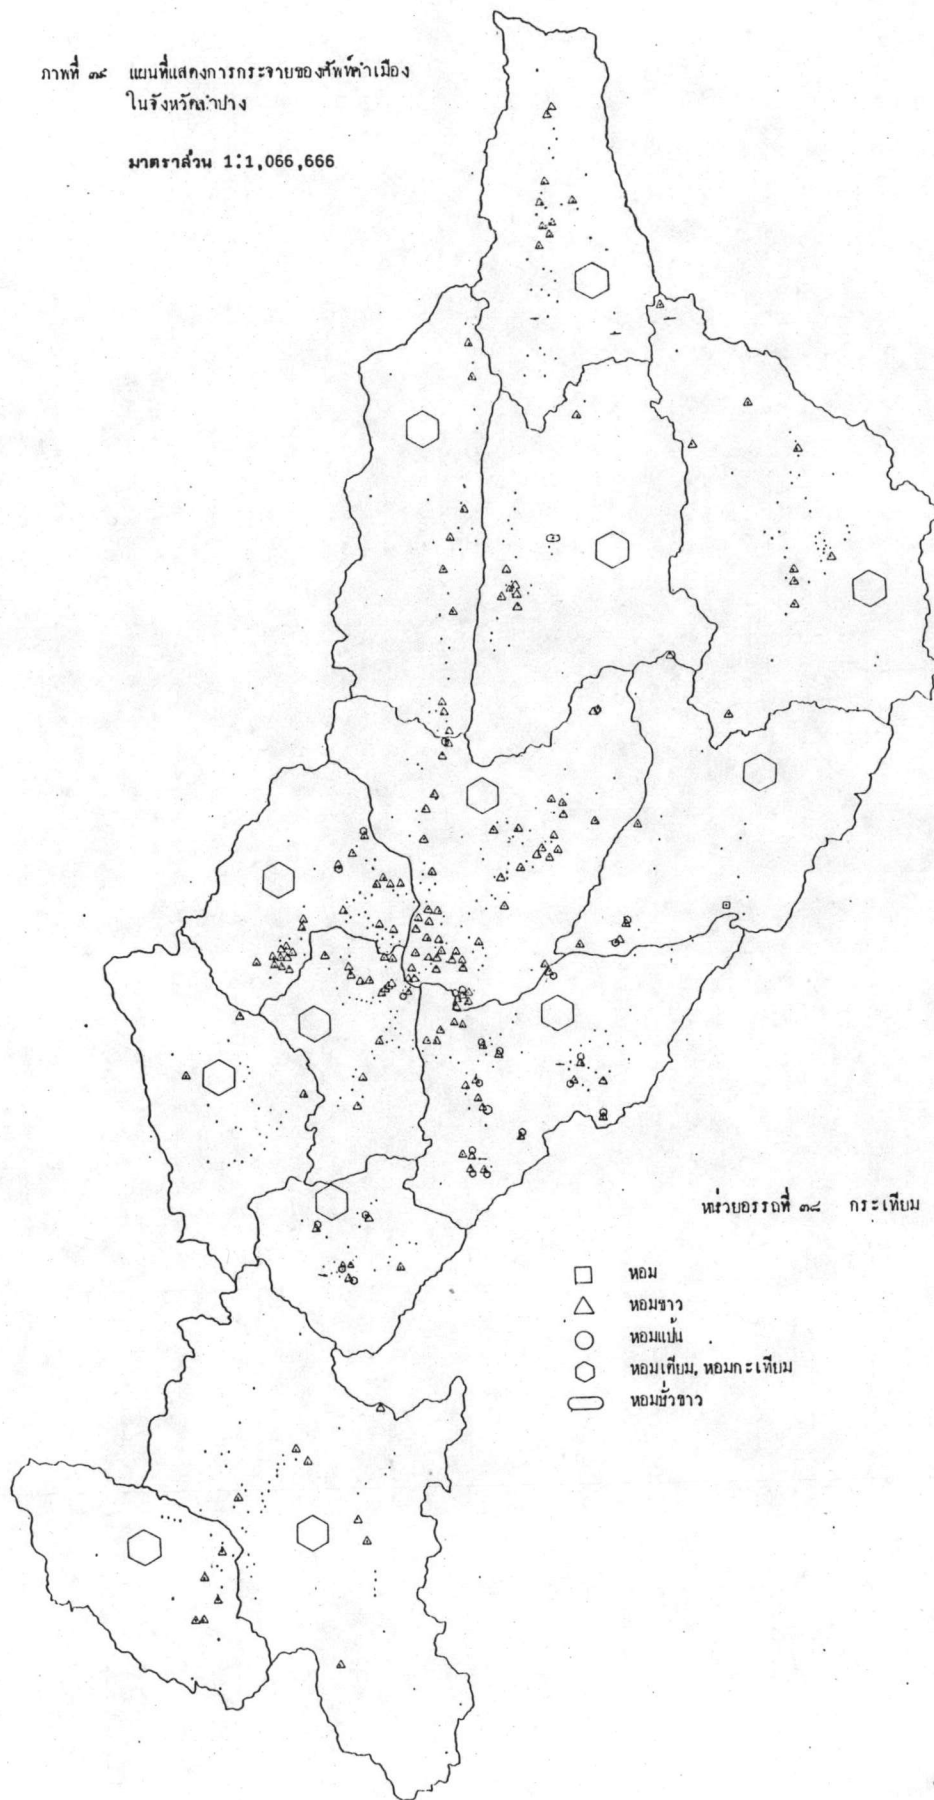 ภาพที่ ๓๙ แผนที่แสดงการกระจายของศัพท์คำเมือง
ในจังหวัดลำปาง
มาตราส่วน 1:1,066,666
หน่วยอรรถที่ ๓๘ กระเทียม
หอม
หอมขาว
หอมแป้น
หอมเทียม, หอมกะเทียม
หอมบั่วขาว